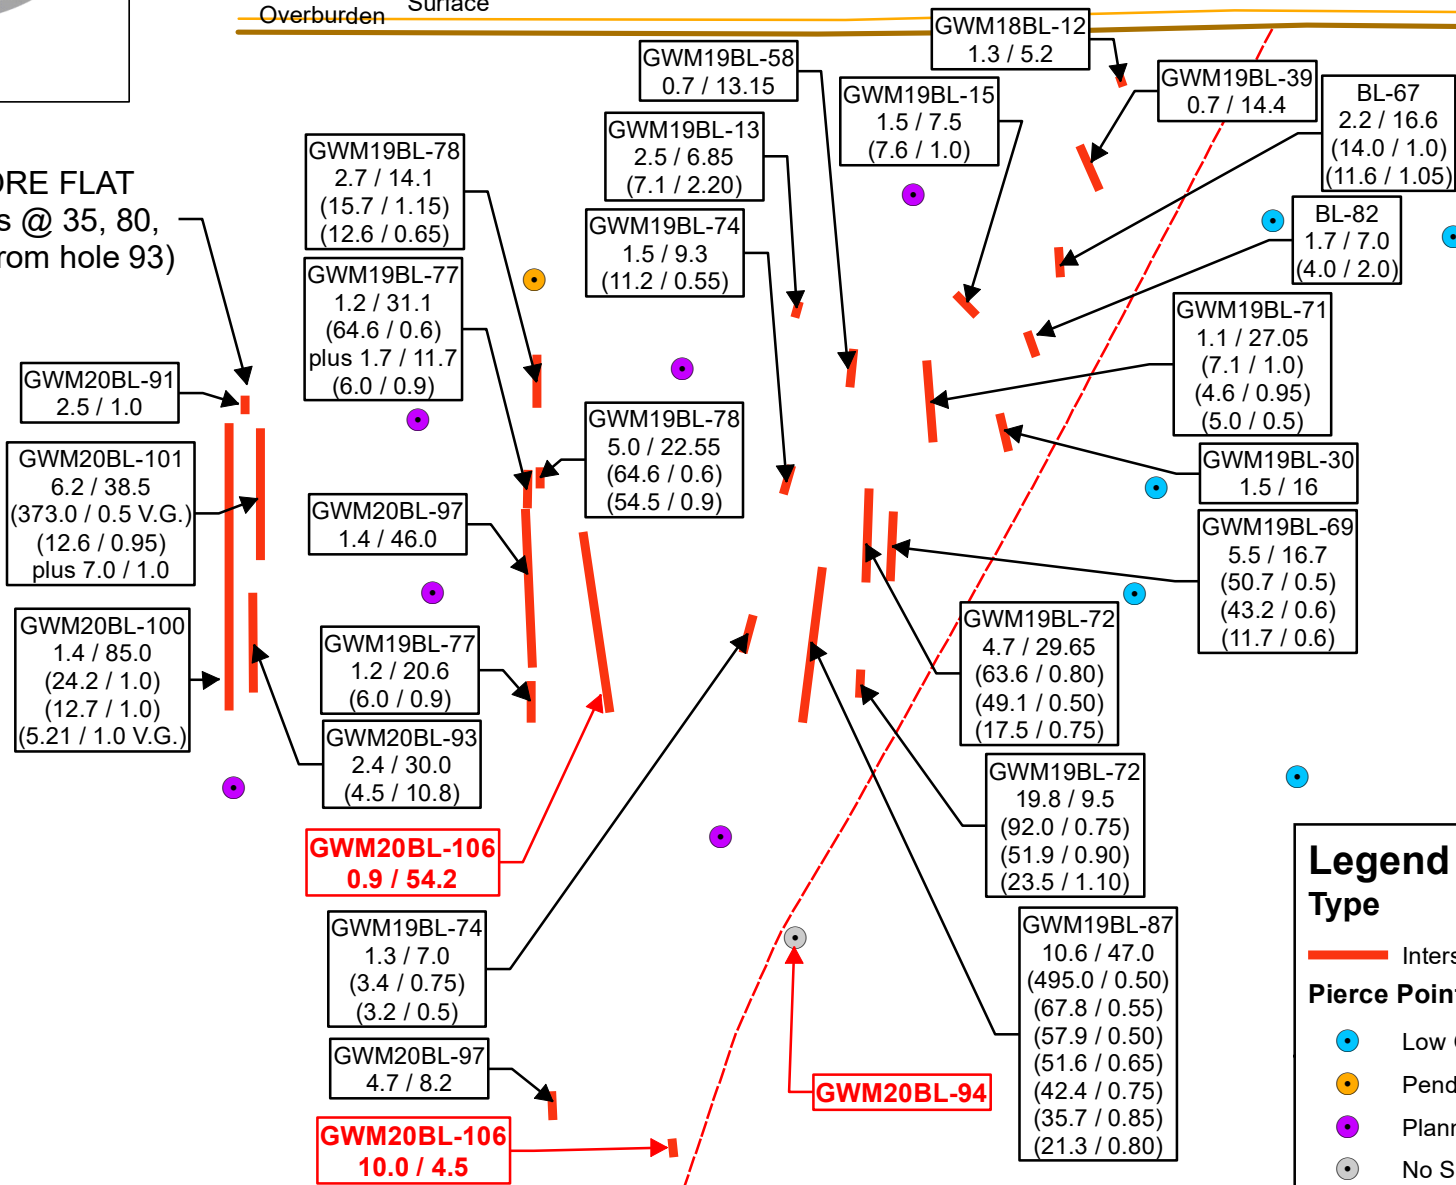 Surface
Overburden
GWM18BL-12
1.3 / 5.2
GWM19BL-58
0.7 / 13.15
GWM19BL-39
0.7 / 14.4
GWM19BL-15
1.5 / 7.5
(7.6 / 1.0)
BL-67
2.2 / 16.6
(14.0 / 1.0)
(11.6 / 1.05)
GWM19BL-13
2.5 / 6.85
(7.1 / 2.20)
GWM19BL-78
2.7 / 14.1
(15.7 / 1.15)
(12.6 / 0.65)
ORE FLAT
@ 35, 80,
from hole 93)
BL-82
1.7 / 7.0
(4.0 / 2.0)
GWM19BL-74
1.5 / 9.3
(11.2 / 0.55)
GWM19BL-77
1.2 / 31.1
(64.6 / 0.6)
plus 1.7 / 11.7
(6.0 / 0.9)
GWM19BL-71
1.1 / 27.05
(7.1 / 1.0)
(4.6 / 0.95)
(5.0 / 0.5)
GWM20BL-91
2.5 / 1.0
GWM19BL-78
5.0 / 22.55
(64.6 / 0.6)
(54.5 / 0.9)
GWM20BL-101
6.2 / 38.5
(373.0 / 0.5 V.G.)
(12.6 / 0.95)
plus 7.0 / 1.0
GWM19BL-30
1.5 / 16
GWM20BL-97
1.4 / 46.0
GWM19BL-69
5.5 / 16.7
(50.7 / 0.5)
(43.2 / 0.6)
(11.7 / 0.6)
GWM20BL-100
1.4 / 85.0
(24.2 / 1.0)
(12.7 / 1.0)
(5.21 / 1.0 V.G.)
GWM19BL-77
1.2 / 20.6
(6.0 / 0.9)
GWM19BL-72
4.7 / 29.65
(63.6 / 0.80)
(49.1 / 0.50)
(17.5 / 0.75)
GWM20BL-93
2.4 / 30.0
(4.5 / 10.8)
GWM19BL-72
19.8 / 9.5
(92.0 / 0.75)
(51.9 / 0.90)
(23.5 / 1.10)
GWM20BL-106
0.9 / 54.2
GWM19BL-74
1.3 / 7.0
(3.4 / 0.75)
(3.2 / 0.5)
GWM19BL-87
10.6 / 47.0
(495.0 / 0.50)
(67.8 / 0.55)
(57.9 / 0.50)
(51.6 / 0.65)
(42.4 / 0.75)
(35.7 / 0.85)
(21.3 / 0.80)
GWM20BL-97
4.7 / 8.2
GWM20BL-94
GWM20BL-106
10.0 / 4.5
Legend
Type
Inters
Pierce Point
Low
Pend
Plann
No S